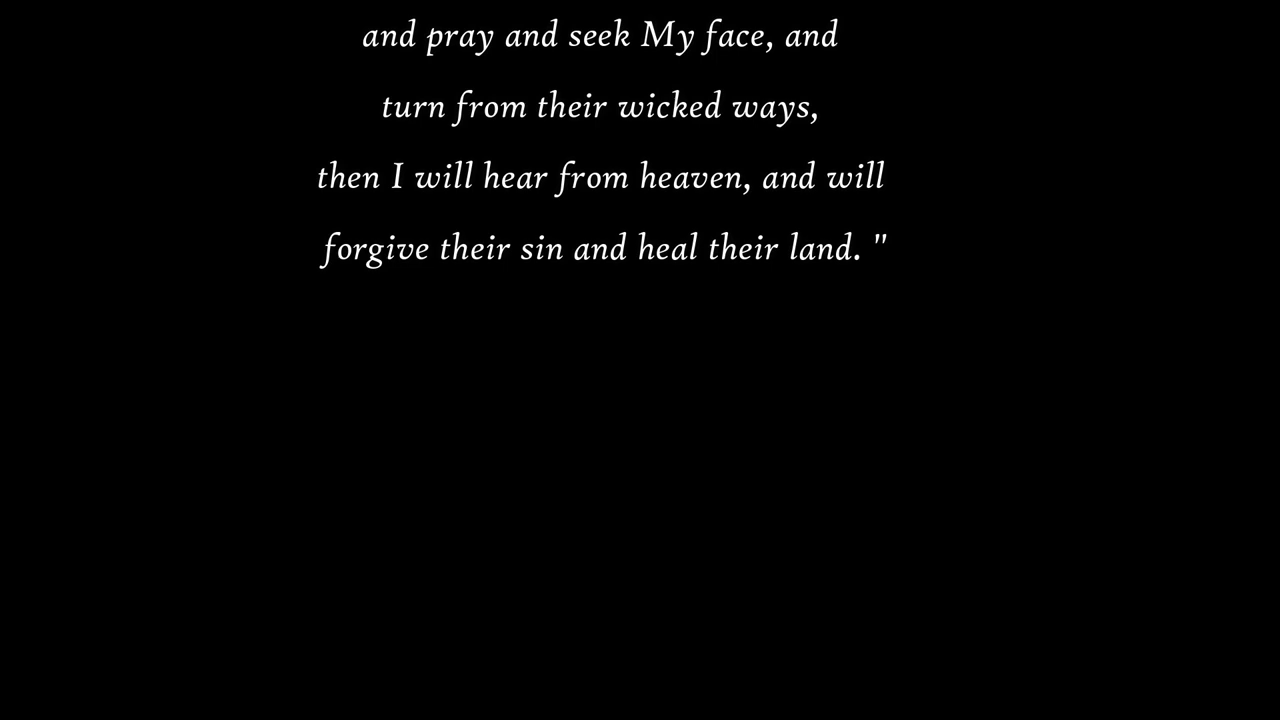 and pray and seek My face, and
turn from their wicked ways,
then I will hear from heaven, and will
forgive their sin and heal their land. "